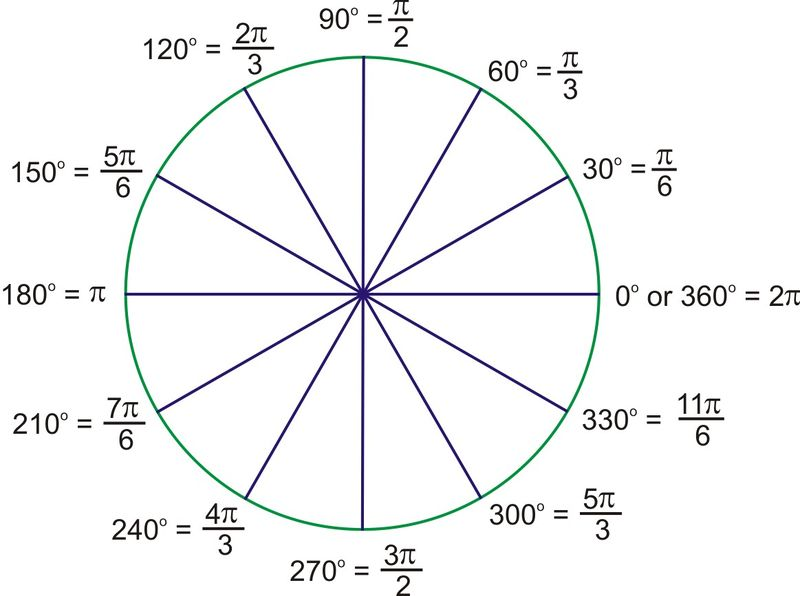 90° = π/2
120° = 2π/3
60° = π/3
150° = 5π/6
30° = π/6
180° = π
0° or 360° = 2π
210° = 7π/6
330° = 11π/6
240° = 4π/3
300° = 5π/3
270° = 3π/2